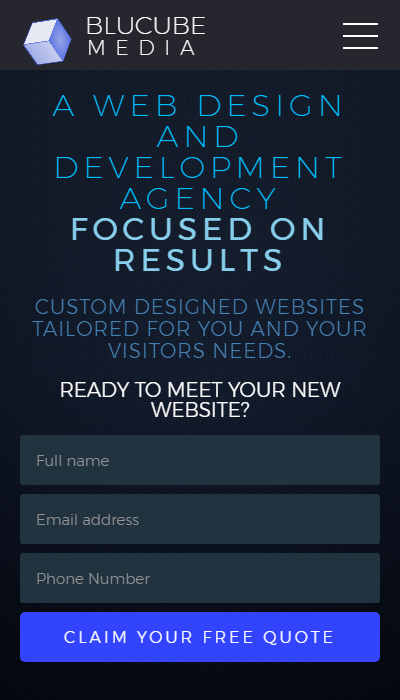 BLUCUBE
MEDIA
A WEB DESIGN
AND
DEVELOPMENT
AGENCY
FOCUSED ON
RESULTS
CUSTOM DESIGNED WEBSITES
TAILORED FOR YOU AND YOUR
VISITORS NEEDS.
READY TO MEET YOUR NEW
WEBSITE?
Full name
Email address
Phone Number
CLAIM YOUR FREE QUOTE